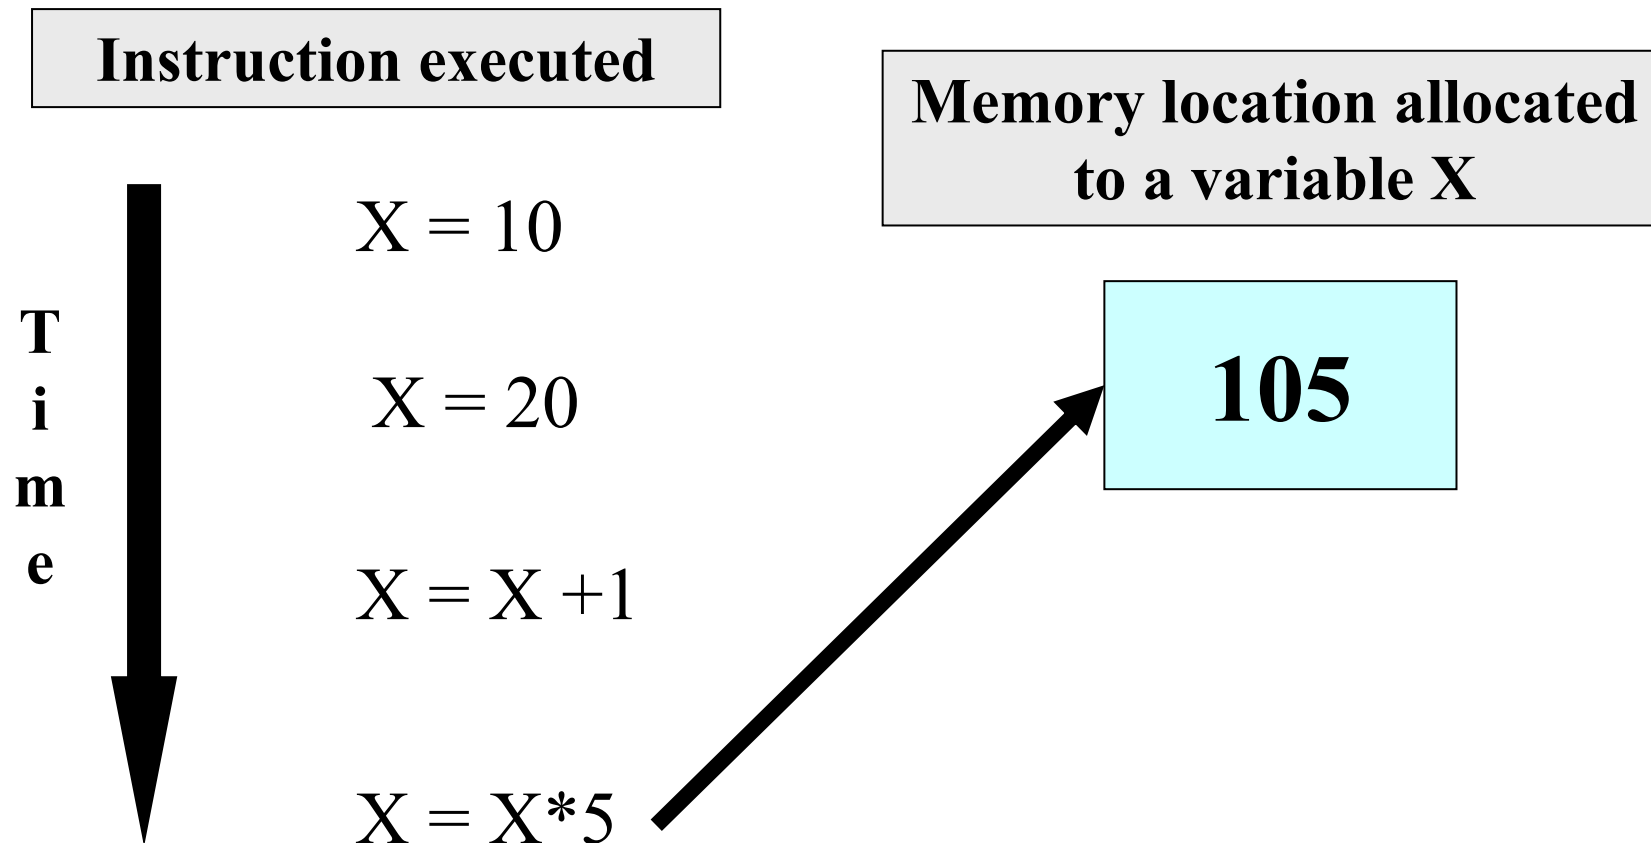 Instruction executed
Memory location allocated
to a variable X
T
i
m
e
X = 10
X = 20
X = X +1
X = X*5
105